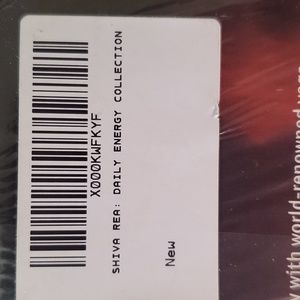 X000KWFKYF
SHIVA REA: DAILY ENERGY COLLECTION
New
with world-renowned yoga